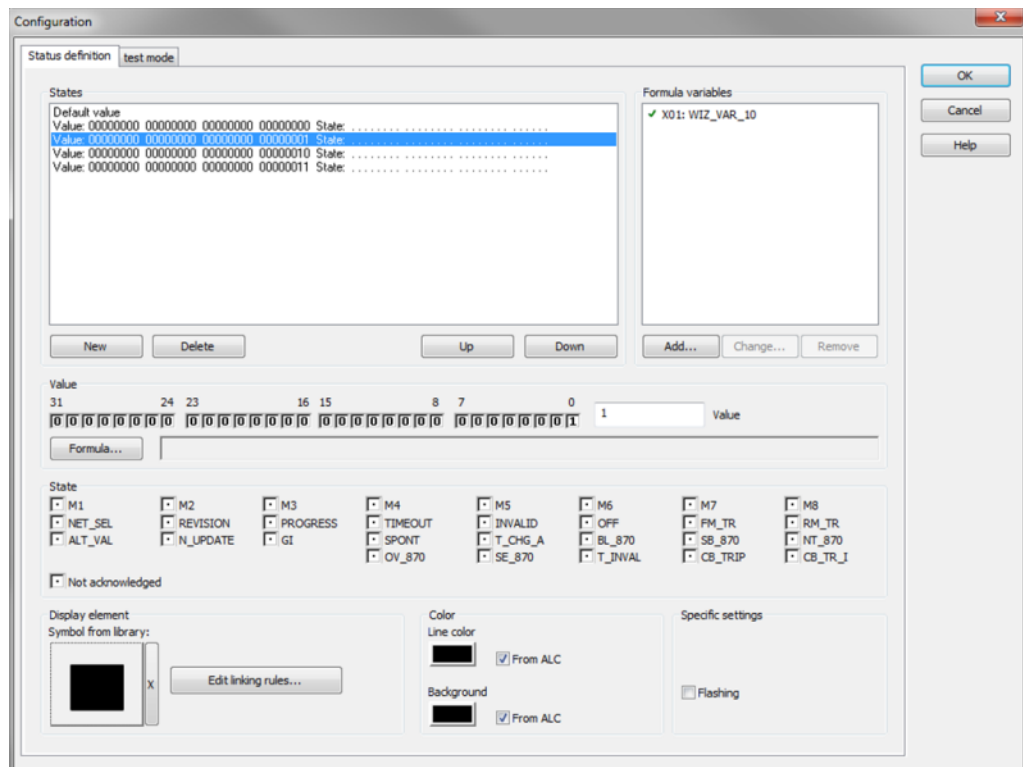 Configuration
X
Status definition
test mode
OK
Cancel
Help
States
Default value
Value: 00000000 00000000 00000000 00000000 State: . . . . . . . . . . . . . . . . . . . . . . . . . . . . . .
Value: 00000000 00000000 00000000 00000001 State: . . . . . . . . . . . . . . . . . . . . . . . . . . . . . .
Value: 00000000 00000000 00000000 00000010 State: . . . . . . . . . . . . . . . . . . . . . . . . . . . . . .
Value: 00000000 00000000 00000000 00000011 State: . . . . . . . . . . . . . . . . . . . . . . . . . . . . . .
New
Delete
Up
Down
Formula variables
X01: WIZ_VAR_10
Add...
Change...
Remove
Value
31 24 23 16 15 8 7 0
0 0 0 0 0 0 0 0 0 0 0 0 0 0 0 0 0 0 0 0 0 0 0 0 0 0 0 0 0 0 0 1
1 Value
Formula...
State
M1 M2 M3 M4 M5 M6 M7 M8
NET_SEL REVISION PROGRESS TIMEOUT INVALID OFF FM_TR RM_TR
ALT_VAL N_UPDATE GI SPONT T_CHG_A BL_870 SB_870 NT_870
OV_870 SE_870 T_INVAL CB_TRIP CB_TR_I
Not acknowledged
Display element
Symbol from library:
X
Edit linking rules...
Color
Line color
From ALC
Background
From ALC
Specific settings
Flashing